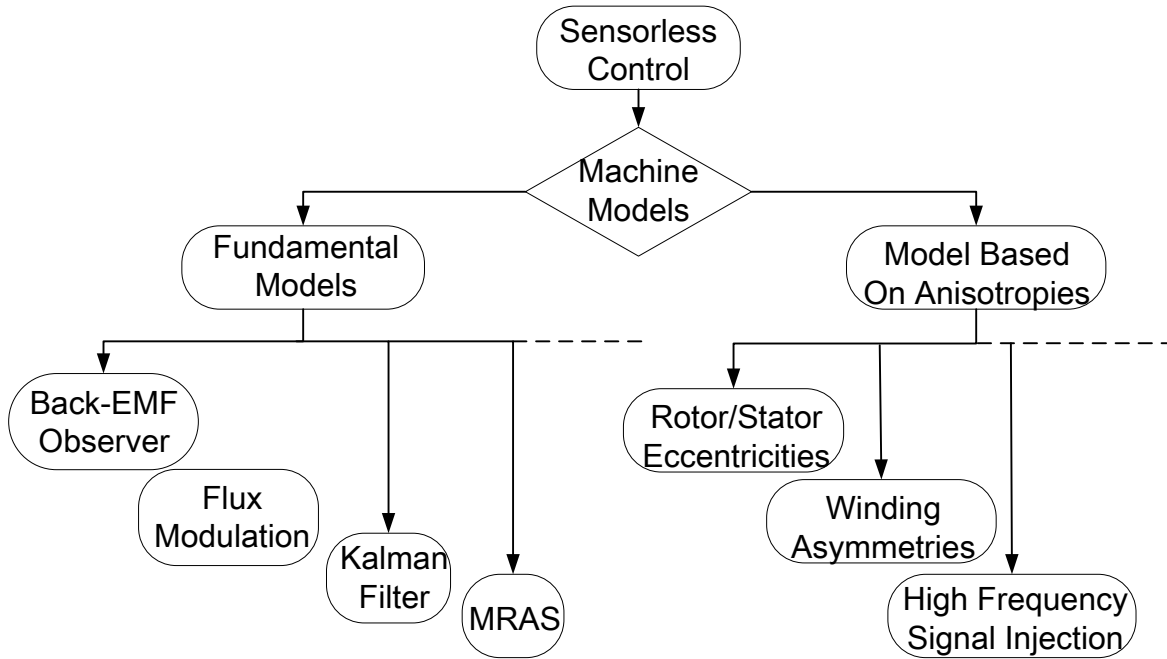 Sensorless
Control
Machine
Models
Fundamental
Models
Model Based
On Anisotropies
Back-EMF
Observer
Flux
Modulation
Kalman
Filter
MRAS
Rotor/Stator
Eccentricities
Winding
Asymmetries
High Frequency
Signal Injection